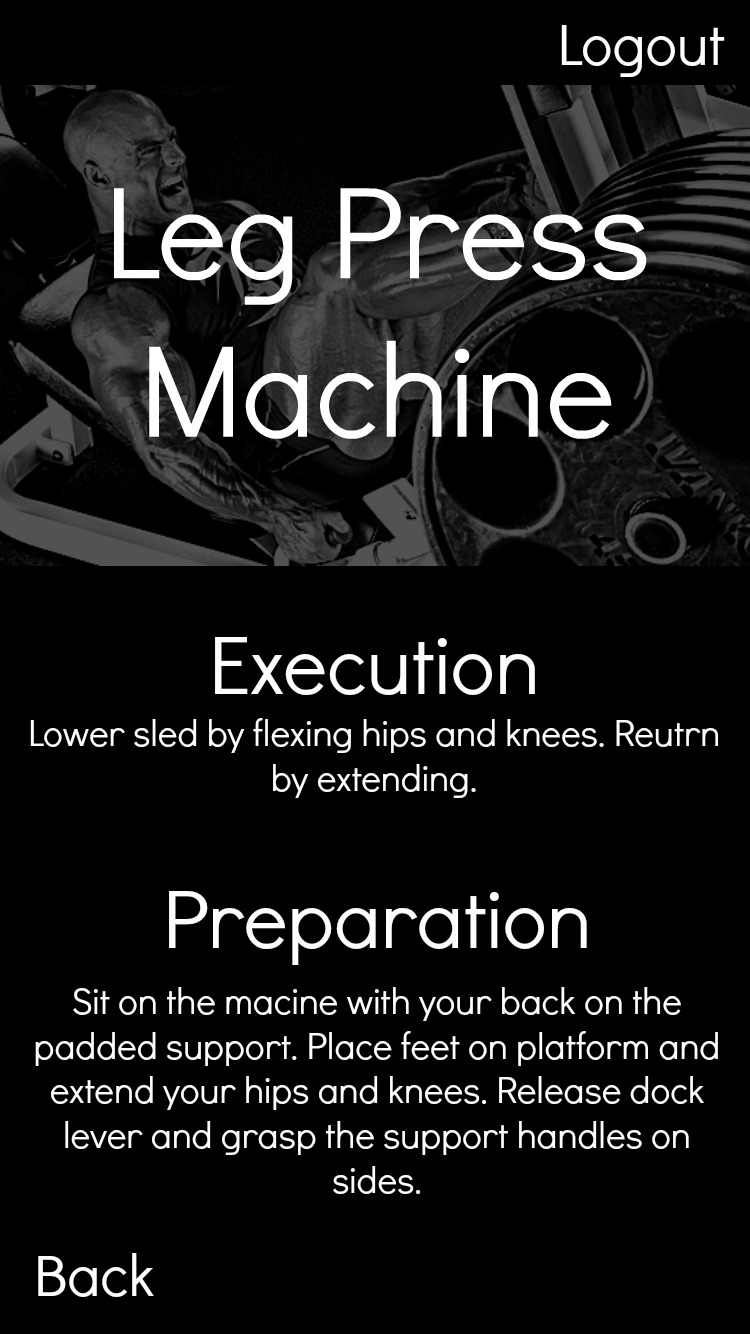 Logout
Leg Press
Machine
Execution
Lower sled by flexing hips and knees. Reutrn
by extending.
Preparation
Sit on the macine with your back on the
padded support. Place feet on platform and
extend your hips and knees. Release dock
lever and grasp the support handles on
sides.
Back